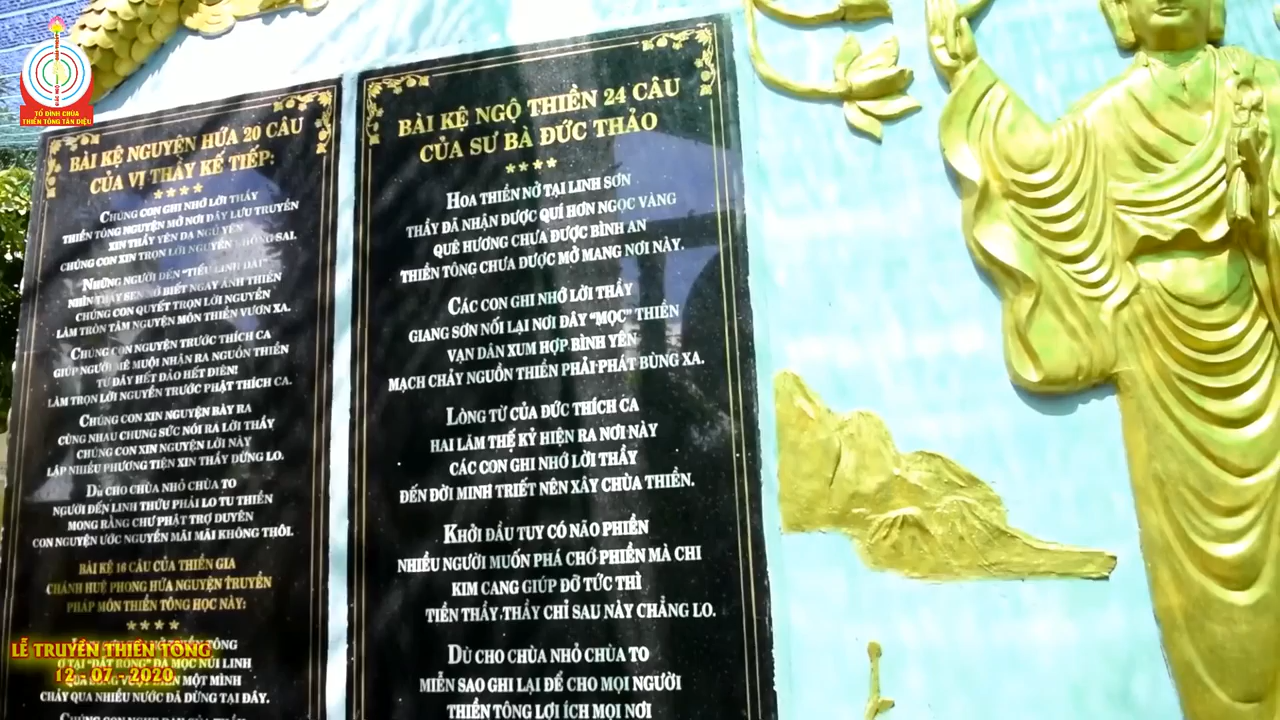 TỔ ĐÌNH CHÙA
THIỀN TÔNG TÂN DIỆU
BÀI KỆ NGUYỆN HỨA 20 CÂU
CỦA VỊ THẦY KẾ TIẾP:
CHÚNG CON GHI NHỚ LỜI THẦY
THIỀN TÔNG NGUYỆN MỞ NƠI ĐÂY LƯU TRUYỀN
XIN THẦY YÊN DẠ NGỦ YÊN
CHÚNG CON XIN TRỌN LỜI NGUYỀN KHÔNG SAI.
NHỮNG NGƯỜI ĐẾN "TIỂU LINH ĐÀI"
NHÌN THẤY SEN NỞ BIẾT NGAY ÁNH THIỀN
CHÚNG CON QUYẾT TRỌN LỜI NGUYỀN
LÀM TRÒN TÂM NGUYỆN MÔN THIỀN VƯƠN XA.
CHÚNG CON NGUYỆN TRƯỚC THÍCH CA
GIÚP NGƯỜI MÊ MUỘI NHẬN RA NGUỒN THIỀN
TỪ ĐÂY HẾT ĐẢO HẾT ĐIÊN!
LÀM TRỌN LỜI NGUYỀN TRƯỚC PHẬT THÍCH CA.
CHÚNG CON XIN NGUYỆN BÀY RA
CÙNG NHAU CHUNG SỨC NÓI RA LỜI THẦY
CHÚNG CON XIN NGUYỆN LỜI NÀY
LẬP NHIỀU PHƯƠNG TIỆN XIN THẦY ĐỪNG LO.
DÙ CHO CHÙA NHỎ CHÙA TO
NGƯỜI ĐẾN LINH THỨU PHẢI LO TU THIỀN
MONG RẰNG CHƯ PHẬT TRỢ DUYÊN
CON NGUYỆN ƯỚC NGUYỀN MÃI MÃI KHÔNG THÔI.
BÀI KỆ 16 CÂU CỦA THIỀN GIA
CHÁNH HUỆ PHONG HỨA NGUYỆN TRUYỀN
PHÁP MÔN THIỀN TÔNG HỌC NÀY:
TÔNG
Ở TẠI "ĐẤT RỒNG" ĐÃ MỌC NÚI LINH
MỘT MÌNH
CHẢY QUA NHIỀU NƯỚC ĐÃ DỪNG TẠI ĐÂY.
BÀI KỆ NGỘ THIỀN 24 CÂU
CỦA SƯ BÀ ĐỨC THẢO
HOA THIỀN NỞ TẠI LINH SƠN
THẦY ĐÃ NHẬN ĐƯỢC QUÍ HƠN NGỌC VÀNG
QUÊ HƯƠNG CHƯA ĐƯỢC BÌNH AN
THIỀN TÔNG CHƯA ĐƯỢC MỞ MANG NƠI NÀY.
CÁC CON GHI NHỚ LỜI THẦY
GIANG SƠN NỐI LẠI NƠI ĐÂY "MỌC" THIỀN
VẠN DÂN XUM HỢP BÌNH YÊN
MẠCH CHẢY NGUỒN THIỀN PHẢI PHÁT BÙNG XA.
LÒNG TỪ CỦA ĐỨC THÍCH CA
HAI LĂM THẾ KỶ HIỆN RA NƠI NÀY
CÁC CON GHI NHỚ LỜI THẦY
ĐẾN ĐỜI MINH TRIẾT NÊN XÂY CHÙA THIỀN.
KHỞI ĐẦU TUY CÓ NÃO PHIỀN
NHIỀU NGƯỜI MUỐN PHÁ CHỚ PHIỀN MÀ CHI
KIM CANG GIÚP ĐỠ TỨC THÌ
TIỀN THẦY, THẦY CHỈ SAU NÀY CHẲNG LO.
DÙ CHO CHÙA NHỎ CHÙA TO
MIỄN SAO GHI LẠI ĐỂ CHO MỌI NGƯỜI
THIỀN TÔNG LỢI ÍCH MỌI NƠI
LỄ TRUYỀN THIỀN TÔNG
12 - 07 - 2020